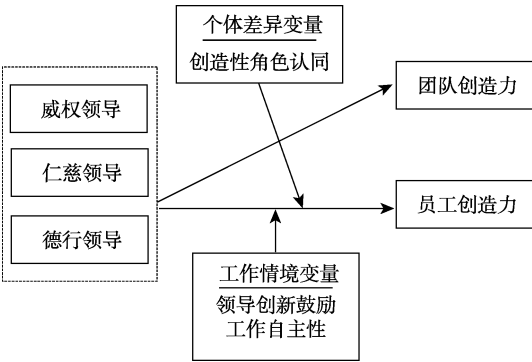 个体差异变量
创造性角色认同
威权领导
仁慈领导
德行领导
团队创造力
员工创造力
工作情境变量
领导创新鼓励
工作自主性